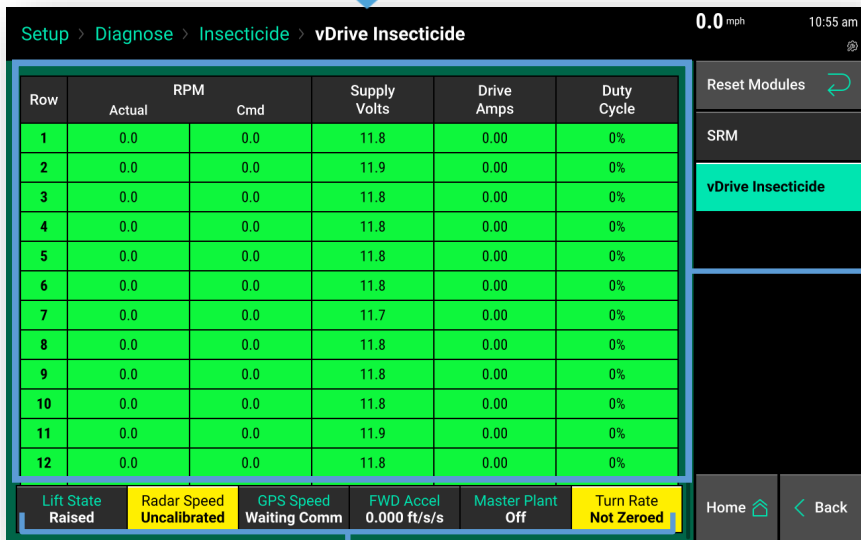 Setup > Diagnose > Insecticide > vDrive Insecticide
0.0 mph 10:55 am
Row RPM Supply Volts Drive Amps Duty Cycle
Actual Cmd
1 0.0 0.0 11.8 0.00 0%
2 0.0 0.0 11.9 0.00 0%
3 0.0 0.0 11.8 0.00 0%
4 0.0 0.0 11.8 0.00 0%
5 0.0 0.0 11.8 0.00 0%
6 0.0 0.0 11.8 0.00 0%
7 0.0 0.0 11.7 0.00 0%
8 0.0 0.0 11.8 0.00 0%
9 0.0 0.0 11.8 0.00 0%
10 0.0 0.0 11.8 0.00 0%
11 0.0 0.0 11.9 0.00 0%
12 0.0 0.0 11.8 0.00 0%
Lift State Radar Speed GPS Speed FWD Accel Master Plant Turn Rate
Raised Uncalibrated Waiting Comm 0.000 ft/s/s Off Not Zeroed
Reset Modules
SRM
vDrive Insecticide
Home < Back